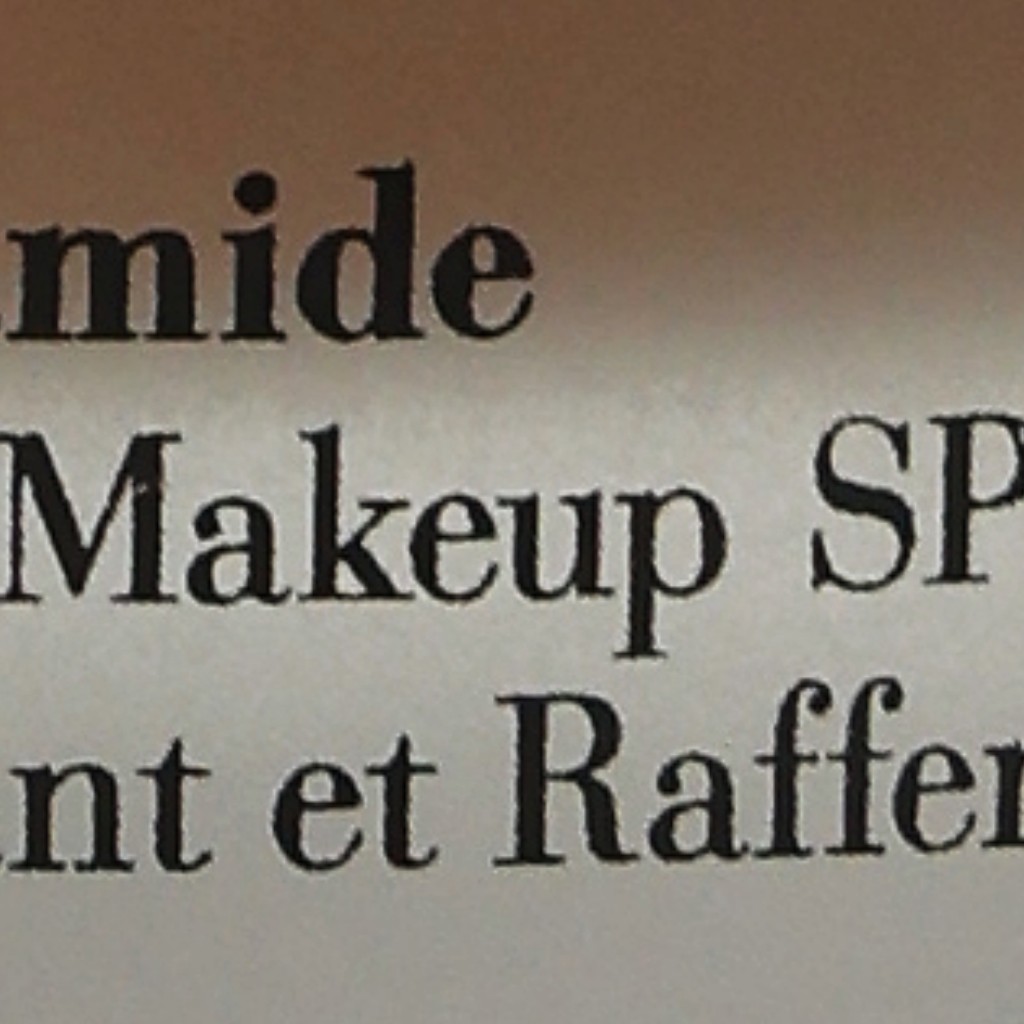 mide
Makeup SP
nt et Raffer